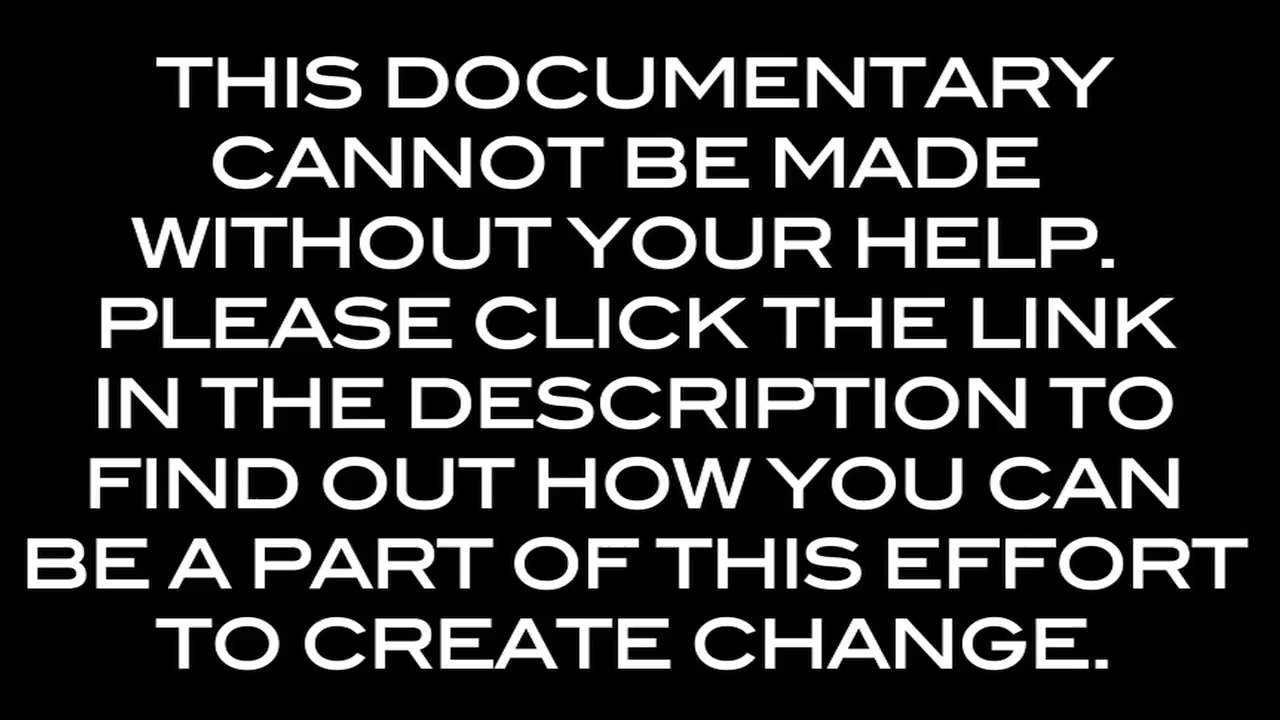 THIS DOCUMENTARY
CANNOT BE MADE
WITHOUT YOUR HELP.
PLEASE CLICK THE LINK
IN THE DESCRIPTION TO
FIND OUT HOW YOU CAN
BE A PART OF THIS EFFORT
TO CREATE CHANGE.